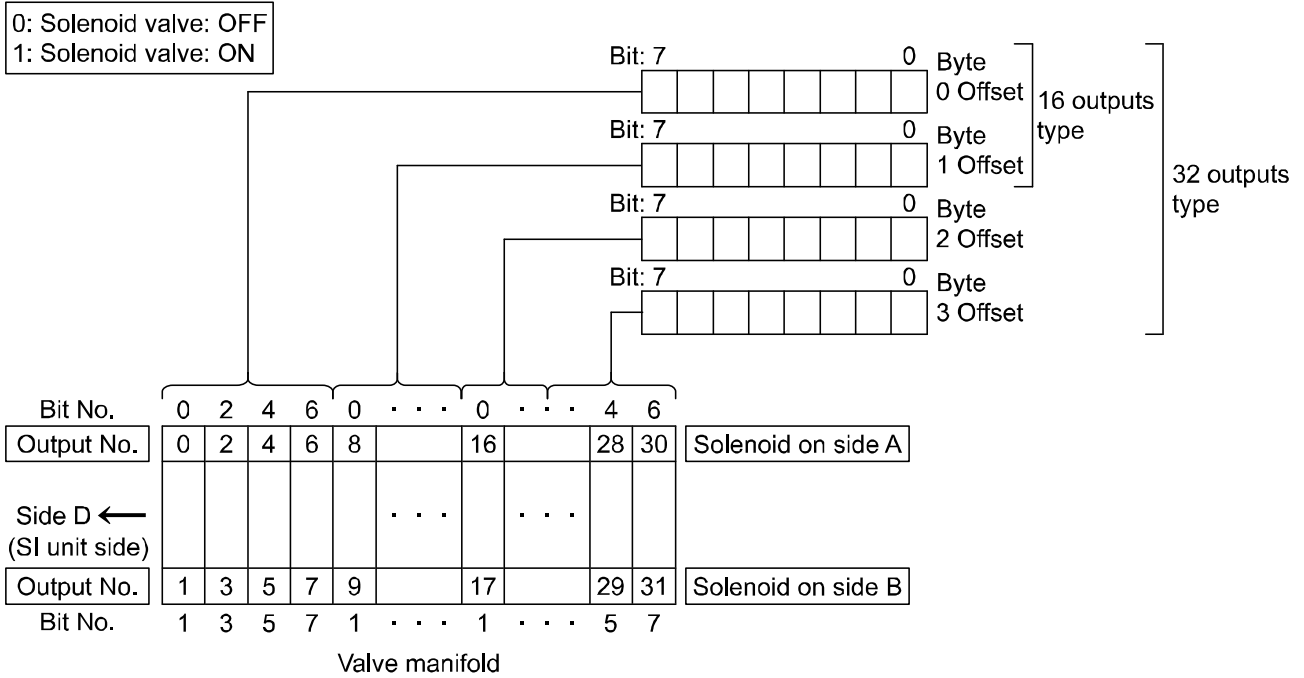 0: Solenoid valve: OFF
1: Solenoid valve: ON
Bit: 7 0 Byte
0 Offset
Bit: 7 0 Byte
1 Offset
16 outputs
type
Bit: 7 0 Byte
2 Offset
Bit: 7 0 Byte
3 Offset
32 outputs
type
Bit No. 0 2 4 6 0 · · · 0 · · · 4 6
Output No. 0 2 4 6 8 16 28 30 Solenoid on side A
Side D ← · · · · · ·
(SI unit side)
Output No. 1 3 5 7 9 17 29 31 Solenoid on side B
Bit No. 1 3 5 7 1 · · · 1 · · · 5 7
Valve manifold